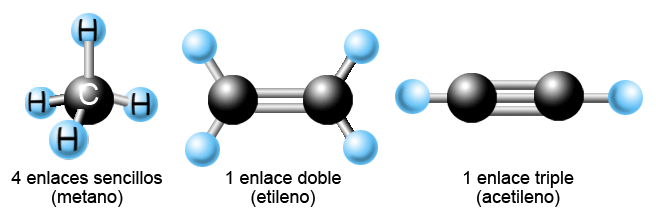 H
C
H
H
H
4 enlaces sencillos
(metano)
1 enlace doble
(etileno)
1 enlace triple
(acetileno)